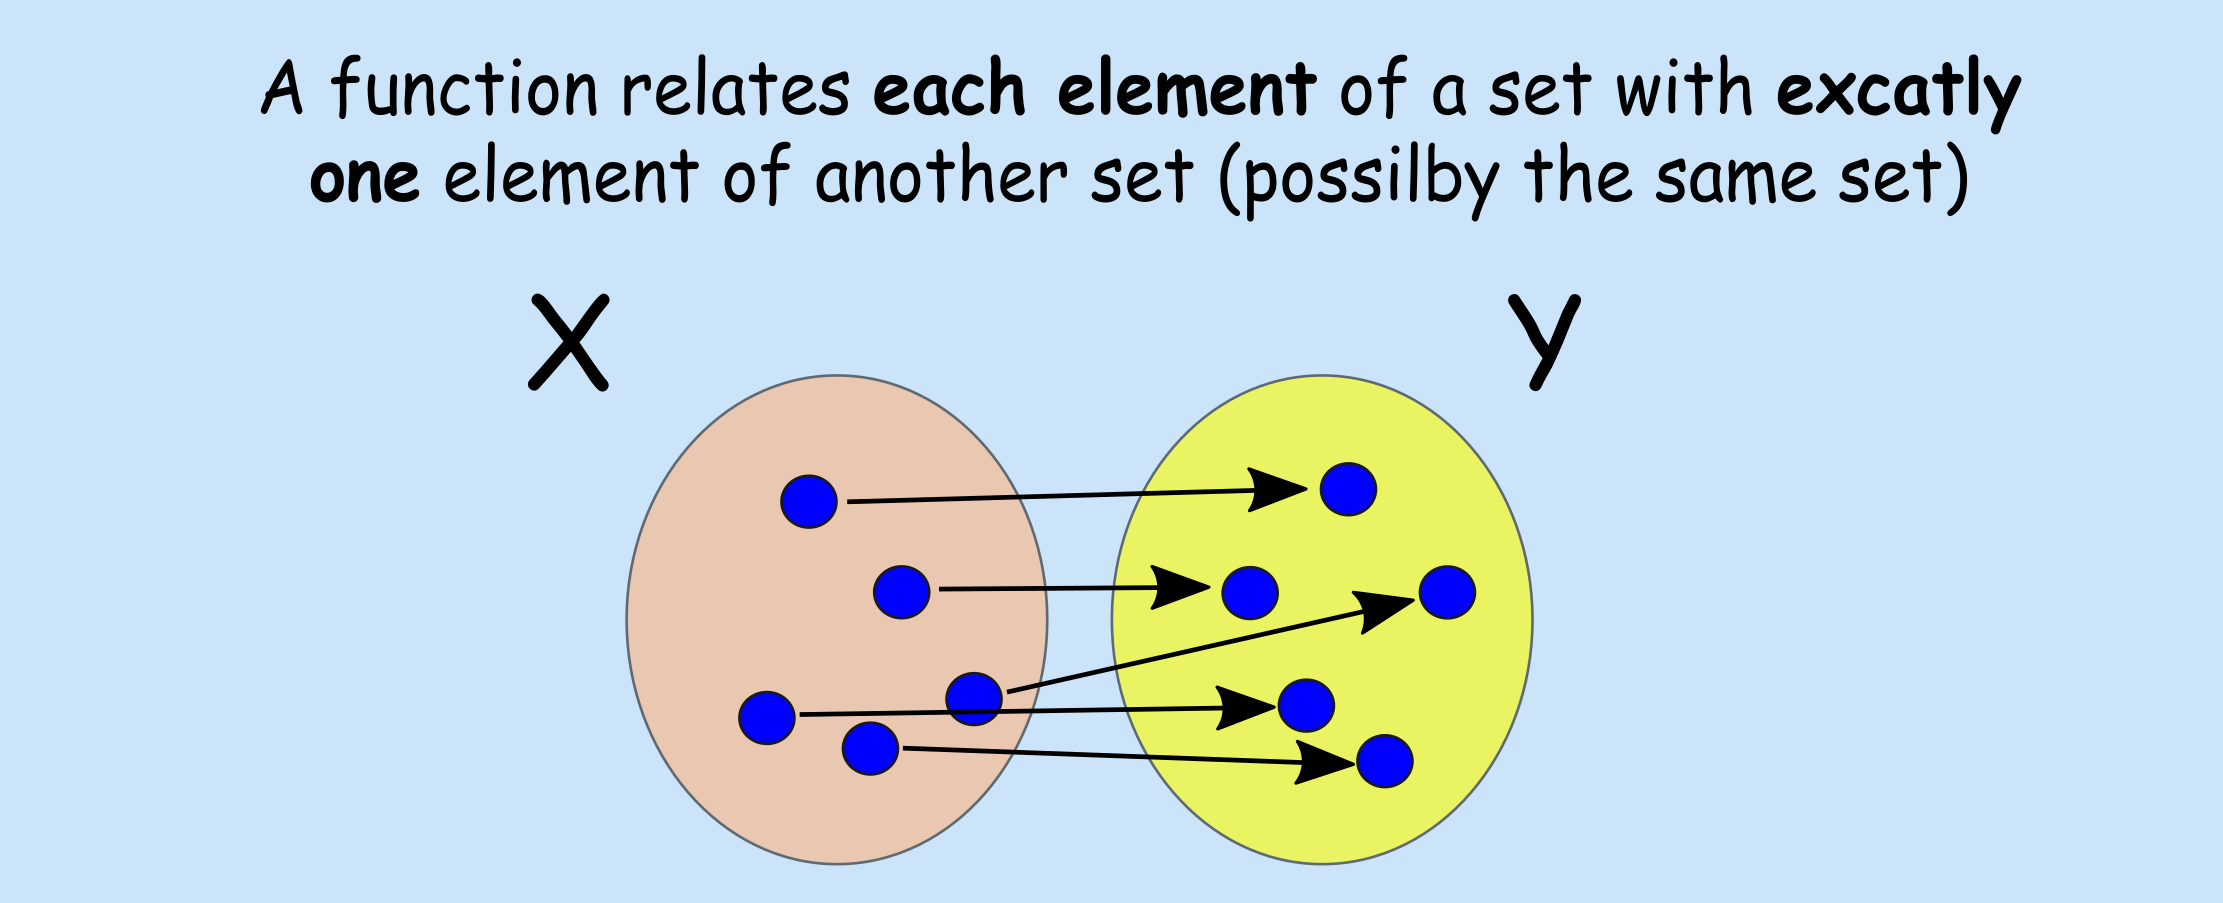 A function relates each element of a set with excatly
one element of another set (possilby the same set)
X
Y